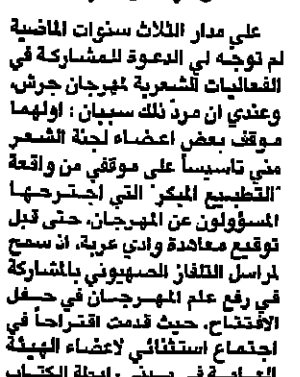 على مدار الثلاث سنوات الماضية
لم توجه لي الدعوة للمشاركة في
الفعاليات الشعرية لمهرجان جرش،
وعندي ان مردّ ذلك سببان : اولهما
موقف بعض اعضاء لجنة الشعر
مني تاسيساً على موقفي من واقعة
"التطبيع المبكر" التي اجترحها
المسؤولون عن المهرجان، حتى قبل
توقيع معاهدة وادي عربة، اذ سمح
لمراسل التلفاز الصهيوني بالمشاركة
في رفع علم المهرجان في حفل
الافتتاح، حيث قدمت اقتراحاً في
اجتماع استثنائي لاعضاء الهيئة
رابطة الكتاب